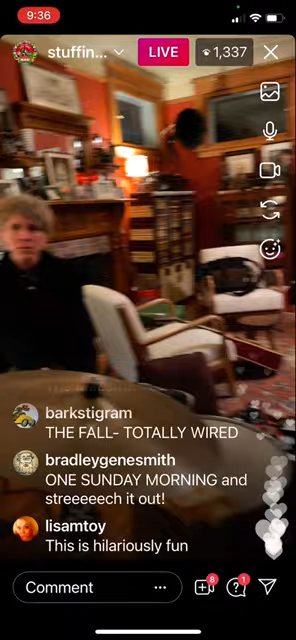 9:36
stuffin... LIVE 1,337
barkstigram
THE FALL- TOTALLY WIRED
bradleygenesmith
ONE SUNDAY MORNING and
streeeeech it out!
lisamtoy
This is hilariously fun
Comment 8 1